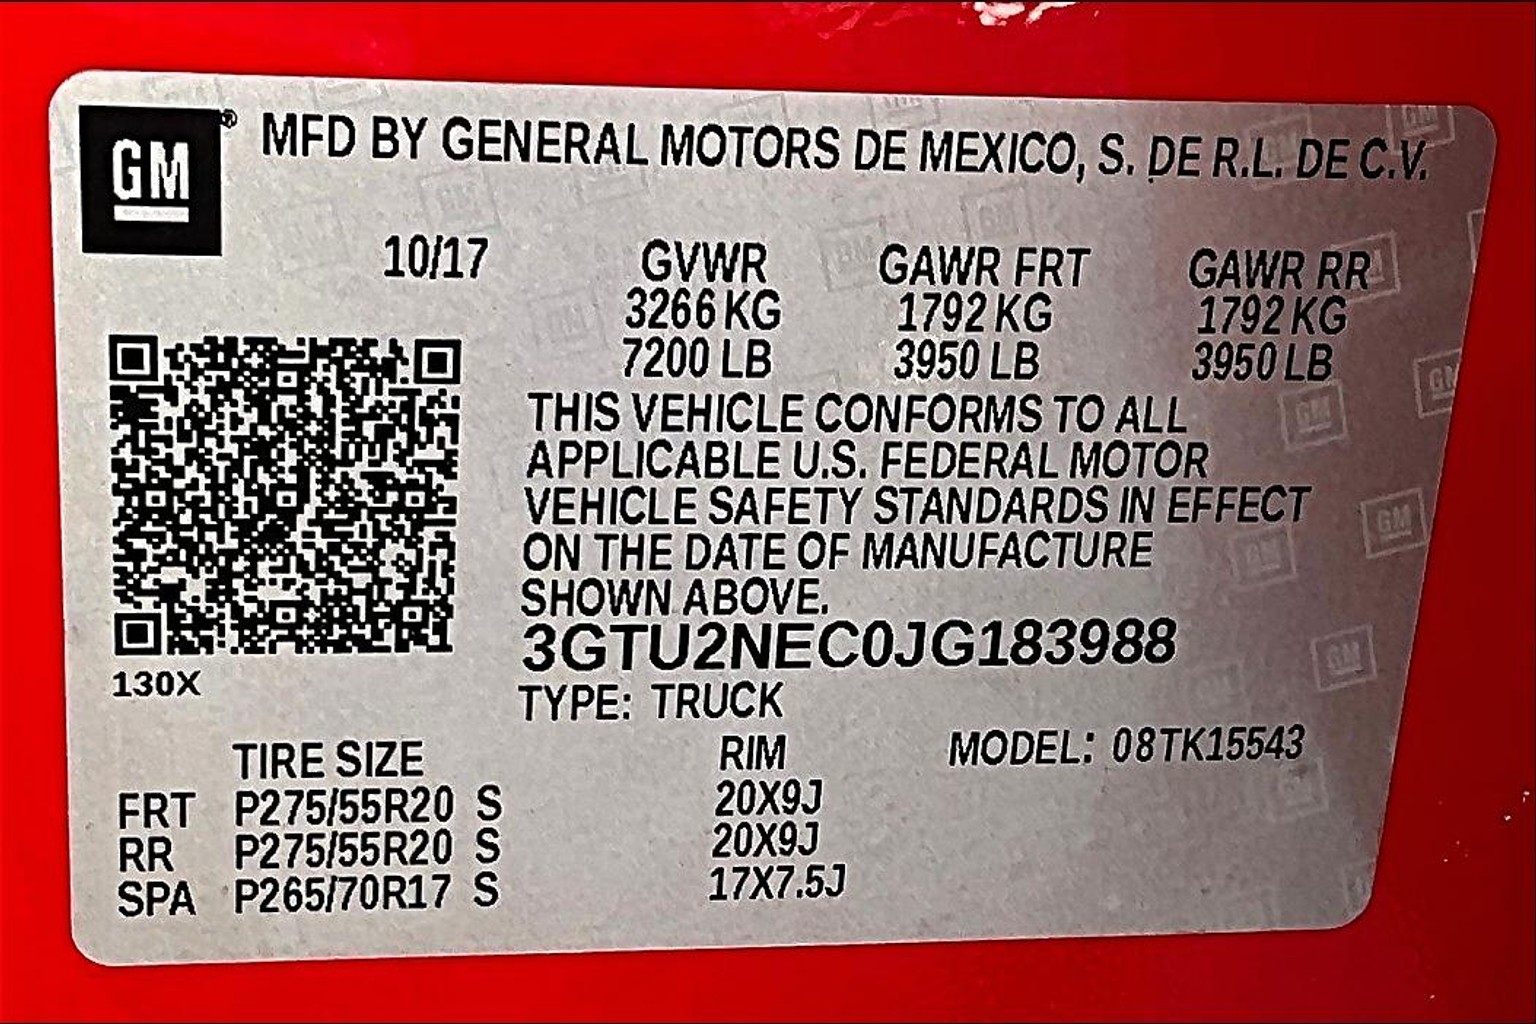 GM ® MFD BY GENERAL MOTORS DE MEXICO, S. DE R.L. DE C.V.
10/17 GVWR GAWR FRT GAWR RR
3266 KG 1792 KG 1792 KG
7200 LB 3950 LB 3950 LB
THIS VEHICLE CONFORMS TO ALL
APPLICABLE U.S. FEDERAL MOTOR
VEHICLE SAFETY STANDARDS IN EFFECT
ON THE DATE OF MANUFACTURE
SHOWN ABOVE.
3GTU2NEC0JG183988
130X
TYPE: TRUCK
TIRE SIZE RIM MODEL: 08TK15543
FRT P275/55R20 S 20X9J
RR P275/55R20 S 20X9J
SPA P265/70R17 S 17X7.5J